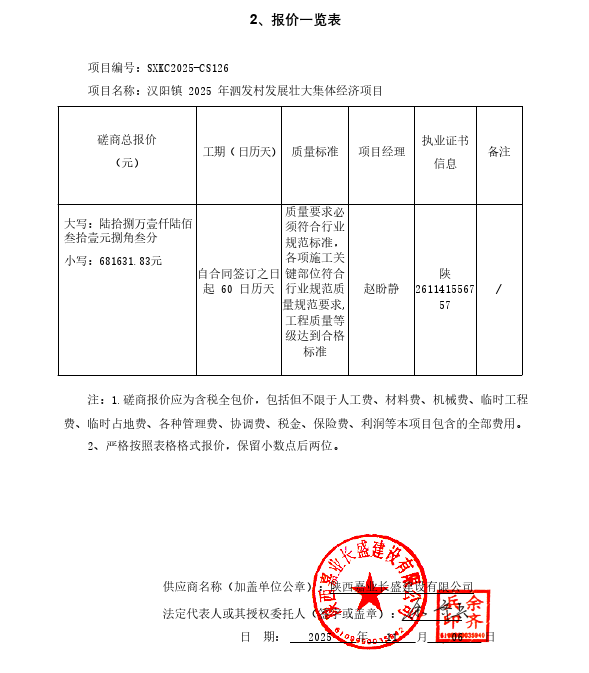 2、报价一览表
项目编号: SXKC2025-CS126
项目名称: 汉阳镇 2025 年泗发村发展壮大集体经济项目
磋商总报价
（元）
工期（日历天）
质量标准
项目经理
执业证书
信息
备注
大写: 陆拾捌万壹仟陆佰
叁拾壹元捌角叁分
小写: 681631.83元
自合同签订之日
起 60 日历天
质量要求必
须符合行业
规范标准,
各项施工关
键部位符合
行业规范质
量规范要求,
工程质量等
级达到合格
标准
赵盼静
陕
2611415567
57
/
注: 1.磋商报价应为含税全包价，包括但不限于人工费、材料费、机械费、临时工程
费、临时占地费、各种管理费、协调费、税金、保险费、利润等本项目包含的全部费用。
2、严格按照表格格式报价，保留小数点后两位。
供应商名称（加盖单位公章）: 陕西嘉业长盛建设有限公司
法定代表人或其授权委托人（签字或盖章）:
日 期: 2025 年 月 日
陕西嘉业长盛建设有限公司